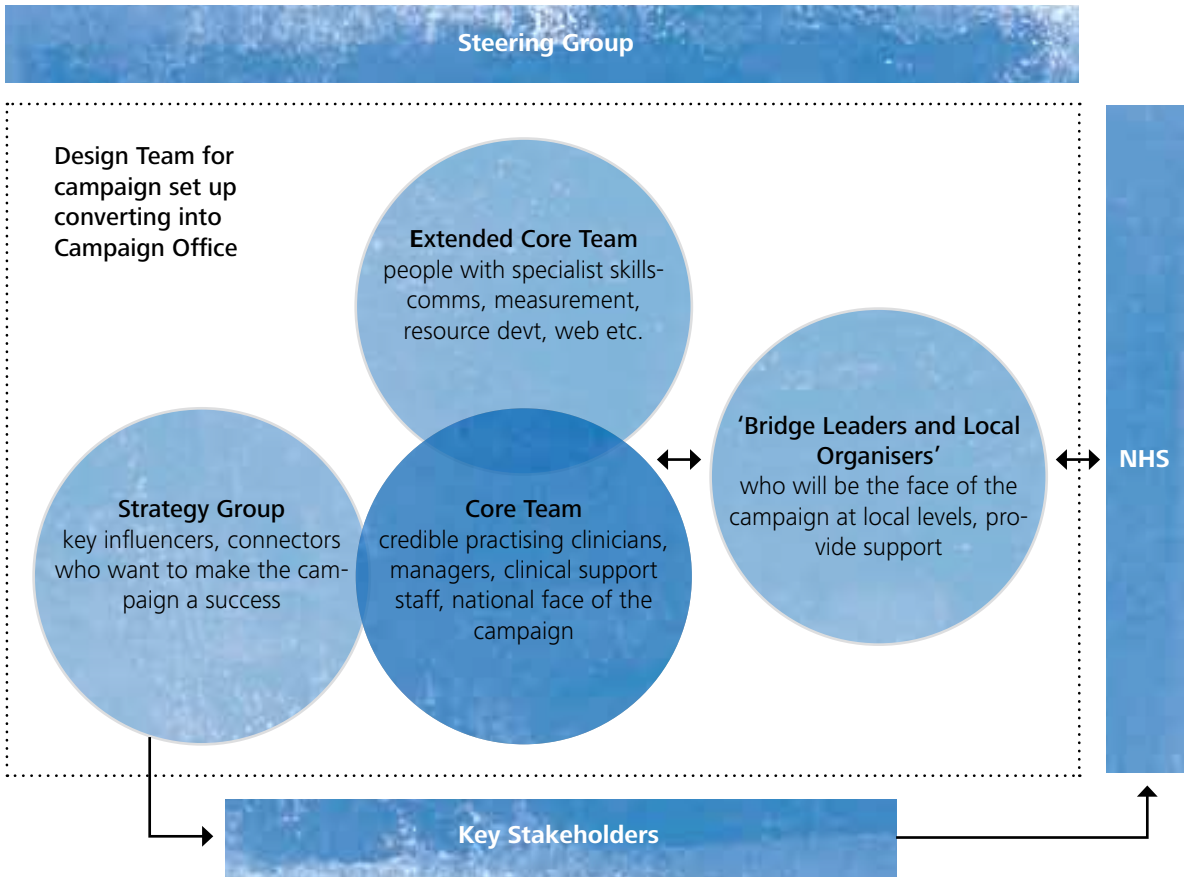 Steering Group
Design Team for
campaign set up
converting into
Campaign Office
Extended Core Team
people with specialist skills-
comms, measurement,
resource devt, web etc.
'Bridge Leaders and Local
Organisers'
who will be the face of the
campaign at local levels, pro-
vide support
NHS
Strategy Group
key influencers, connectors
who want to make the cam-
paign a success
Core Team
credible practising clinicians,
managers, clinical support
staff, national face of the
campaign
Key Stakeholders